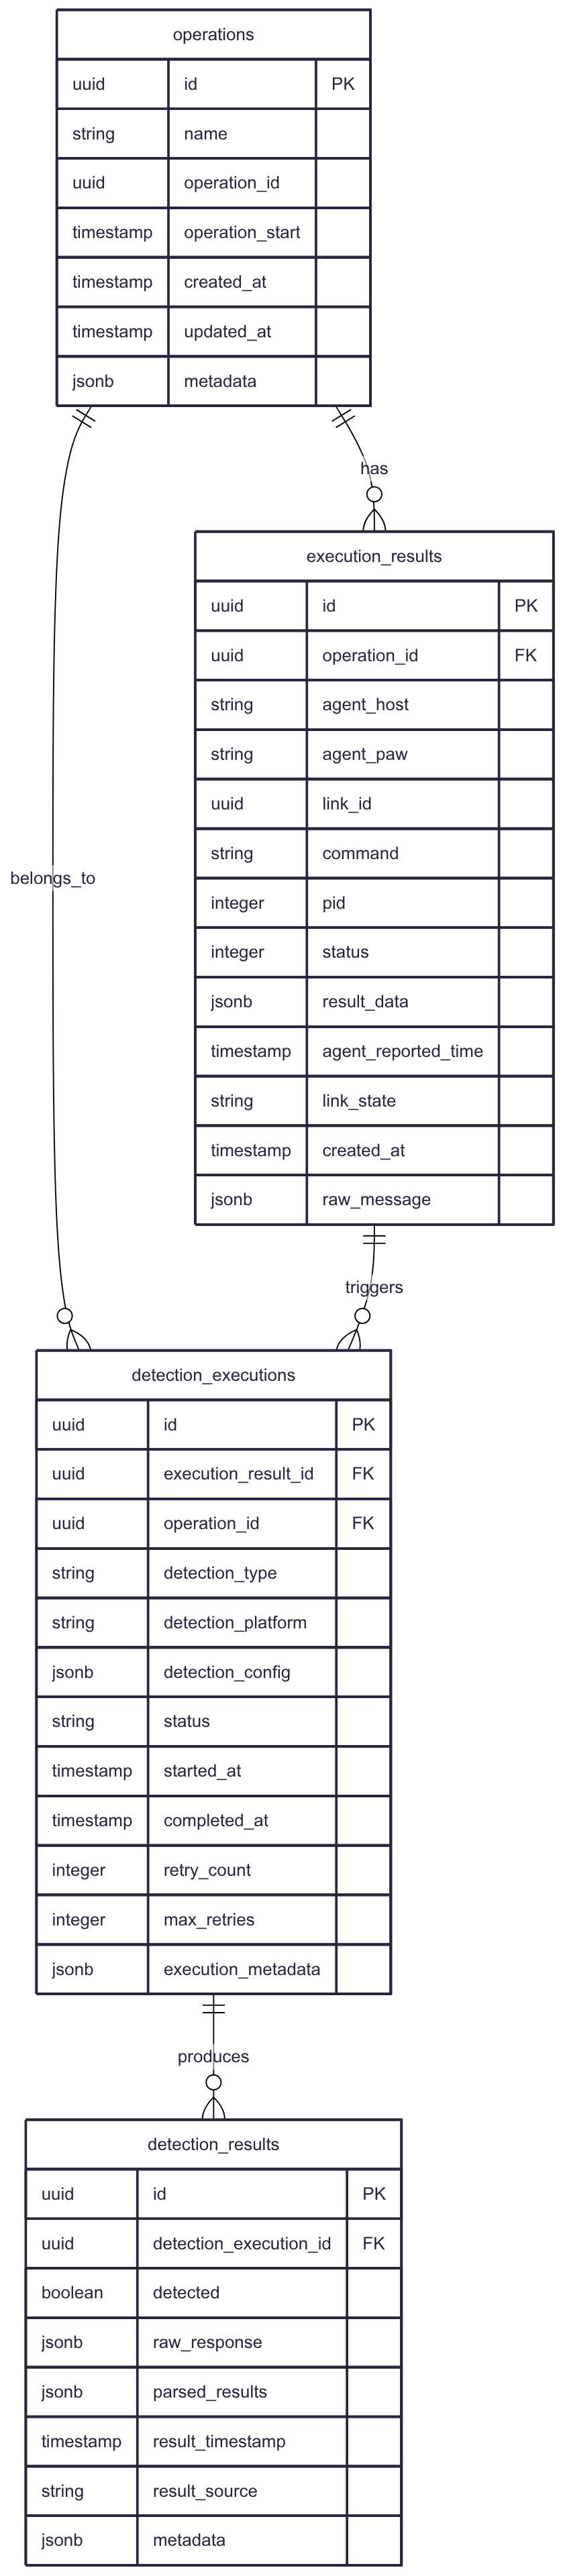 operations
uuid id PK
string name
uuid operation_id
timestamp operation_start
timestamp created_at
timestamp updated_at
jsonb metadata
has
execution_results
uuid id PK
uuid operation_id FK
string agent_host
string agent_paw
uuid link_id
string command
belongs_to
integer pid
integer status
jsonb result_data
timestamp agent_reported_time
string link_state
timestamp created_at
jsonb raw_message
triggers
detection_executions
uuid id PK
uuid execution_result_id FK
uuid operation_id FK
string detection_type
string detection_platform
jsonb detection_config
string status
timestamp started_at
timestamp completed_at
integer retry_count
integer max_retries
jsonb execution_metadata
produces
detection_results
uuid id PK
uuid detection_execution_id FK
boolean detected
jsonb raw_response
jsonb parsed_results
timestamp result_timestamp
string result_source
jsonb metadata